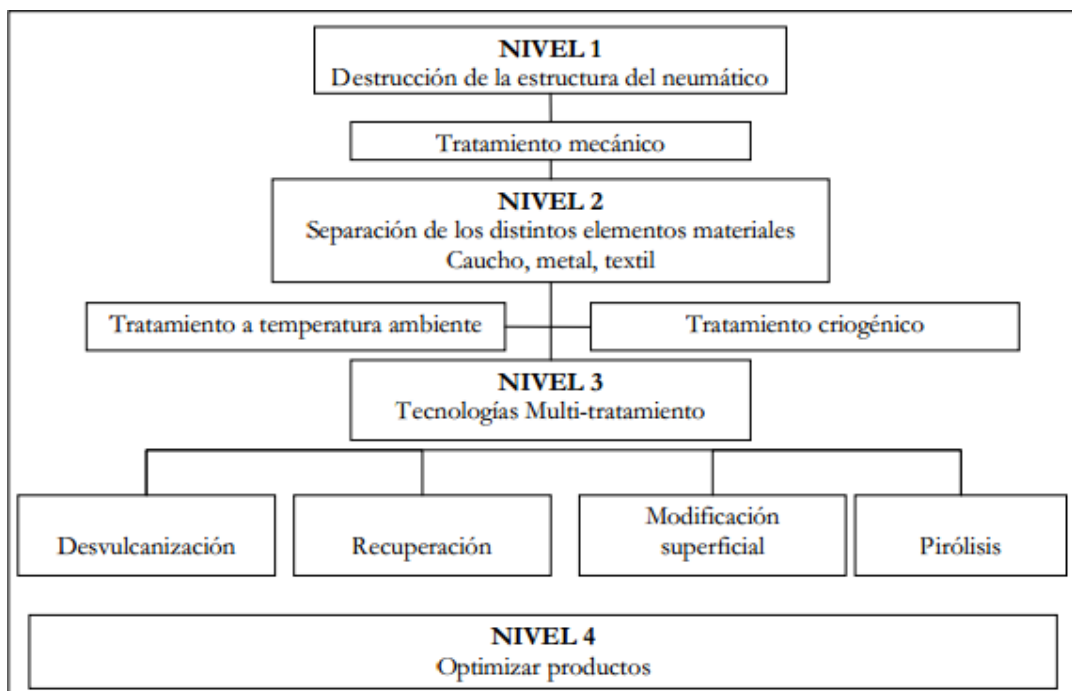 NIVEL 1
Destrucción de la estructura del neumático
Tratamiento mecánico
NIVEL 2
Separación de los distintos elementos materiales
Caucho, metal, textil
Tratamiento a temperatura ambiente
Tratamiento criogénico
NIVEL 3
Tecnologías Multi-tratamiento
Desvulcanización
Recuperación
Modificación
superficial
Pirólisis
NIVEL 4
Optimizar productos